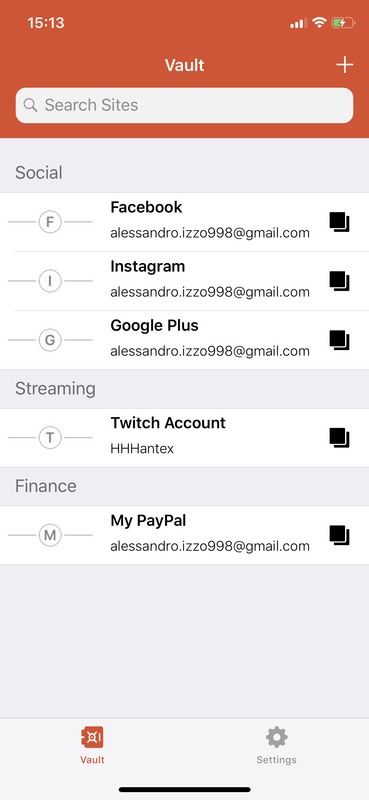 15:13
Vault
Search Sites
Social
F
Facebook
alessandro.izzo998@gmail.com
I
Instagram
alessandro.izzo998@gmail.com
G
Google Plus
alessandro.izzo998@gmail.com
Streaming
T
Twitch Account
HHHantex
Finance
M
My PayPal
alessandro.izzo998@gmail.com
Vault
Settings